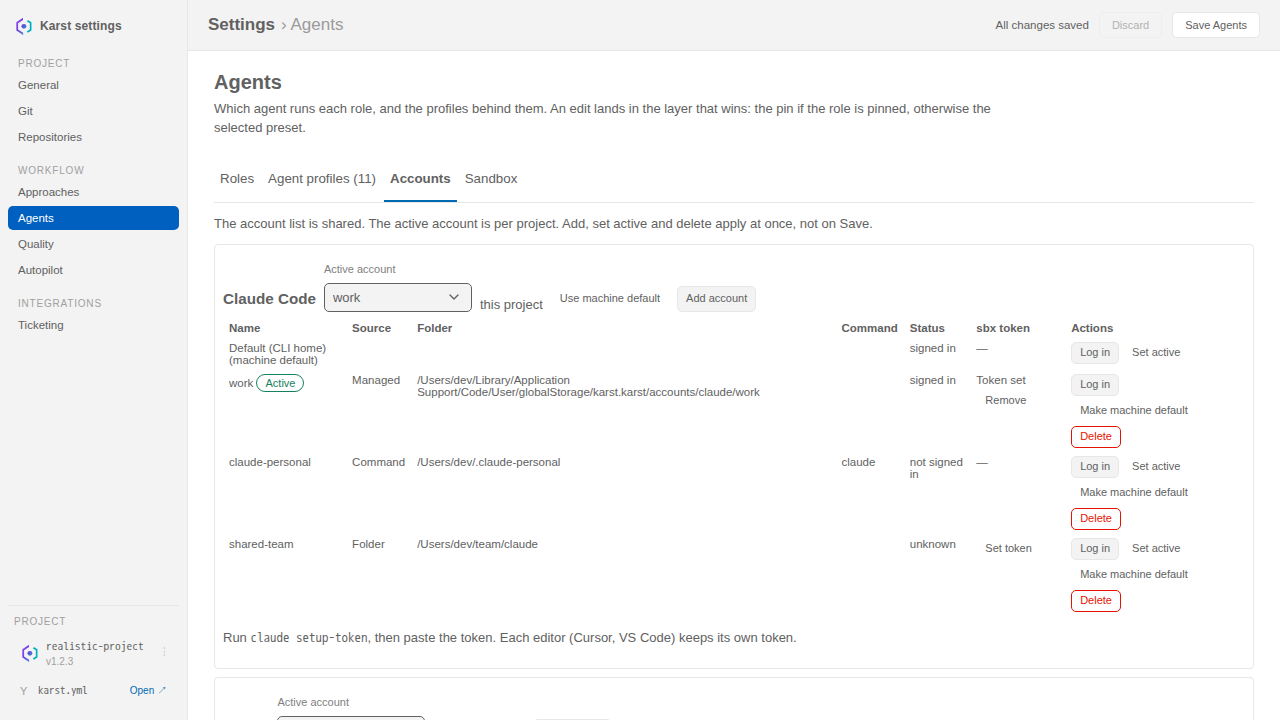 Karst settings
Settings › Agents
All changes saved
Discard
Save Agents
PROJECT
General
Git
Repositories
WORKFLOW
Approaches
Agents
Quality
Autopilot
INTEGRATIONS
Ticketing
PROJECT
realistic-project
v1.2.3
Y karst.yml Open ↗
Agents
Which agent runs each role, and the profiles behind them. An edit lands in the layer that wins: the pin if the role is pinned, otherwise the
selected preset.
Roles Agent profiles (11) Accounts Sandbox
The account list is shared. The active account is per project. Add, set active and delete apply at once, not on Save.
Active account
Claude Code work this project Use machine default Add account
Name Source Folder Command Status sbx token Actions
Default (CLI home) signed in — Log in Set active
(machine default)
work Active Managed /Users/dev/Library/Application signed in Token set Log in
Support/Code/User/globalStorage/karst.karst/accounts/claude/work
Remove
Make machine default
Delete
claude-personal Command /Users/dev/.claude-personal claude not signed — Log in Set active
in
Make machine default
Delete
shared-team Folder /Users/dev/team/claude unknown Set token Log in Set active
Make machine default
Delete
Run claude setup-token, then paste the token. Each editor (Cursor, VS Code) keeps its own token.
Active account